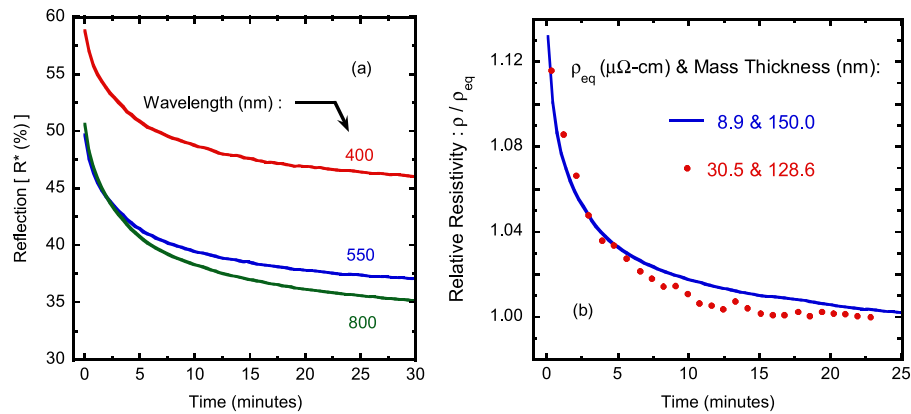 60
55
50
45
40
35
30
Reflection [ R* (%) ]
(a)
Wavelength (nm) :
400
550
800
0 5 10 15 20 25 30
Time (minutes)
1.12
1.08
1.04
1.00
Relative Resistivity : ρ / ρeq
ρeq (μΩ-cm) & Mass Thickness (nm):
8.9 & 150.0
30.5 & 128.6
(b)
0 5 10 15 20 25
Time (minutes)